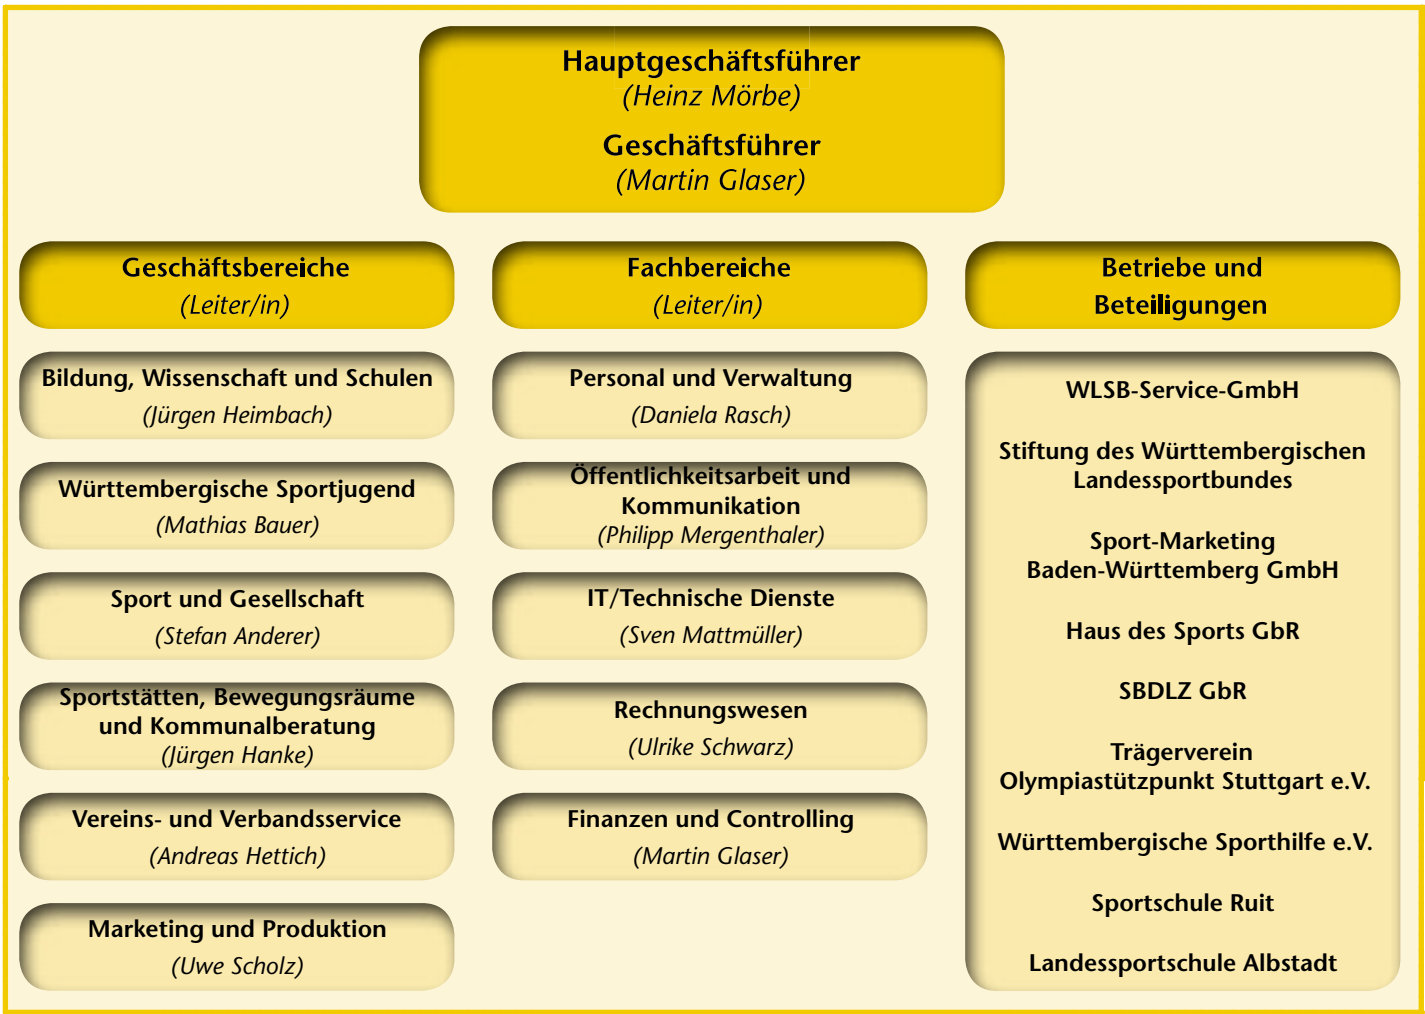 Hauptgeschäftsführer
(Heinz Mörbe)
Geschäftsführer
(Martin Glaser)
Geschäftsbereiche
(Leiter/in)
Bildung, Wissenschaft und Schulen
(Jürgen Heimbach)
Württembergische Sportjugend
(Mathias Bauer)
Sport und Gesellschaft
(Stefan Anderer)
Sportstätten, Bewegungsräume
und Kommunalberatung
(Jürgen Hanke)
Vereins- und Verbandsservice
(Andreas Hettich)
Marketing und Produktion
(Uwe Scholz)
Fachbereiche
(Leiter/in)
Personal und Verwaltung
(Daniela Rasch)
Öffentlichkeitsarbeit und
Kommunikation
(Philipp Mergenthaler)
IT/Technische Dienste
(Sven Mattmüller)
Rechnungswesen
(Ulrike Schwarz)
Finanzen und Controlling
(Martin Glaser)
Betriebe und
Beteiligungen
WLSB-Service-GmbH
Stiftung des Württembergischen
Landessportbundes
Sport-Marketing
Baden-Württemberg GmbH
Haus des Sports GbR
SBDLZ GbR
Trägerverein
Olympiastützpunkt Stuttgart e.V.
Württembergische Sporthilfe e.V.
Sportschule Ruit
Landessportschule Albstadt